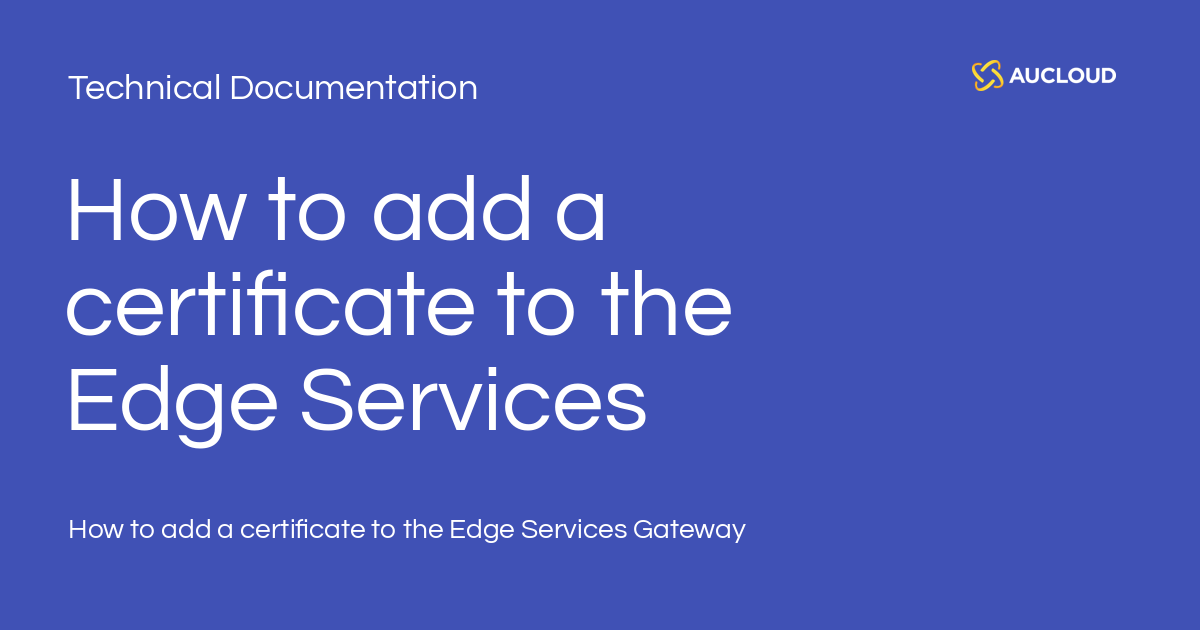 Technical Documentation
AUCLOUD
How to add a
certificate to the
Edge Services
How to add a certificate to the Edge Services Gateway